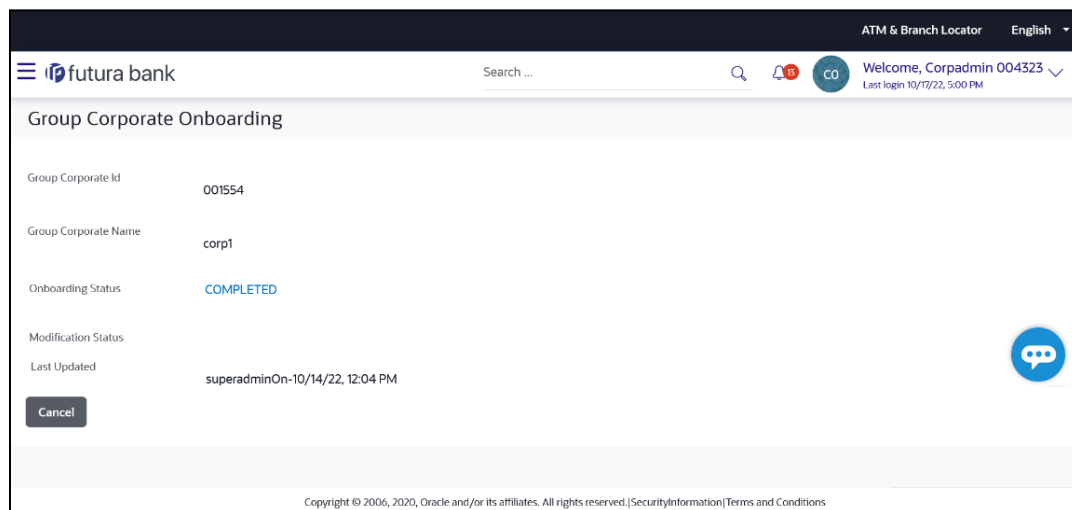 ATM & Branch Locator English
futura bank Search ... 13 CO Welcome, Corpadmin 004323
Last login 10/17/22, 5:00 PM
Group Corporate Onboarding
Group Corporate Id
001554
Group Corporate Name
corp1
Onboarding Status COMPLETED
Modification Status
Last Updated
superadminOn-10/14/22, 12:04 PM
Cancel
Copyright © 2006, 2020, Oracle and/or its affiliates. All rights reserved.|SecurityInformation|Terms and Conditions